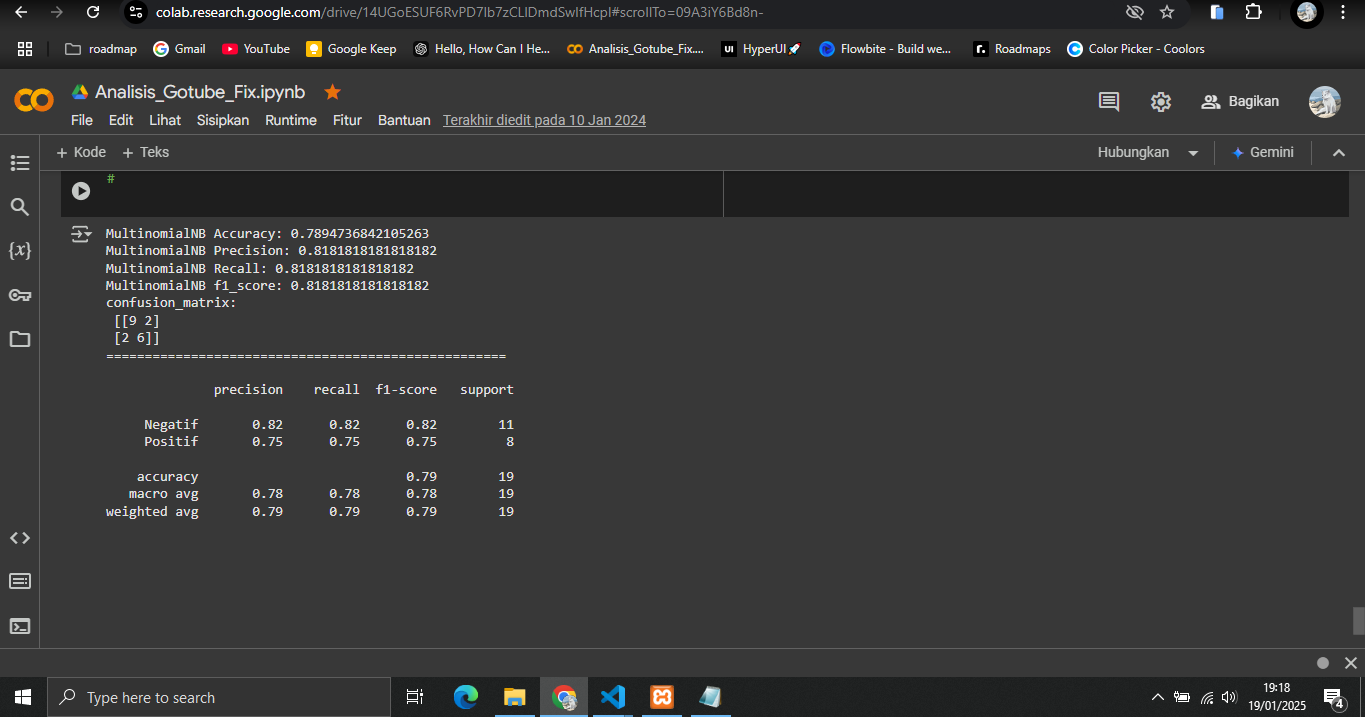 colab.research.google.com/drive/14UGoESUF6RvPD7lb7zCLlDmdSwlfHcpl#scrollTo=09A3iY6Bd8n-
roadmap Gmail YouTube Google Keep Hello, How Can I He... Analisis_Gotube_Fix.... UI HyperUI🚀 Flowbite - Build we... r. Roadmaps Color Picker - Coolors
Analisis_Gotube_Fix.ipynb
Bagikan
File Edit Lihat Sisipkan Runtime Fitur Bantuan Terakhir diedit pada 10 Jan 2024
+ Kode + Teks Hubungkan Gemini
#
MultinomialNB Accuracy: 0.7894736842105263
MultinomialNB Precision: 0.8181818181818182
MultinomialNB Recall: 0.8181818181818182
MultinomialNB f1_score: 0.8181818181818182
confusion_matrix:
[[9 2]
[2 6]]
====================================================
precision recall f1-score support
Negatif 0.82 0.82 0.82 11
Positif 0.75 0.75 0.75 8
accuracy 0.79 19
macro avg 0.78 0.78 0.78 19
weighted avg 0.79 0.79 0.79 19
Type here to search
19:18
19/01/2025
4